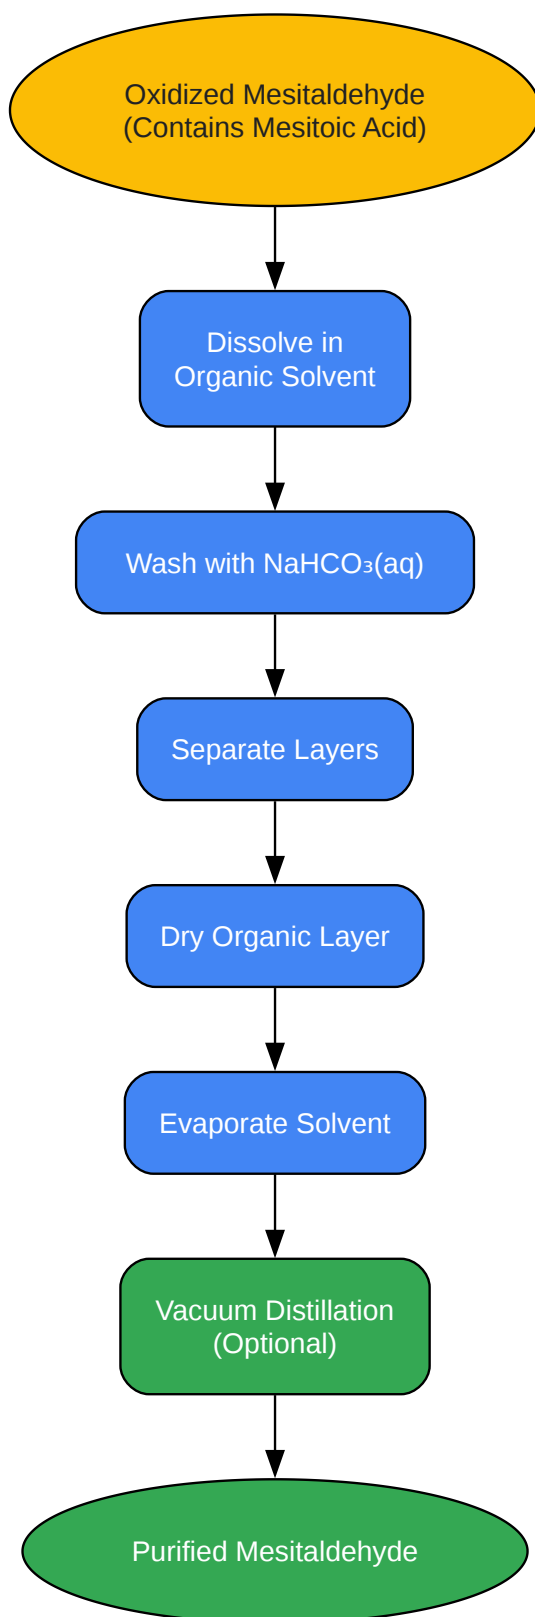 Oxidized Mesitaldehyde
(Contains Mesitoic Acid)
Dissolve in
Organic Solvent
Wash with NaHCO₃(aq)
Separate Layers
Dry Organic Layer
Evaporate Solvent
Vacuum Distillation
(Optional)
Purified Mesitaldehyde